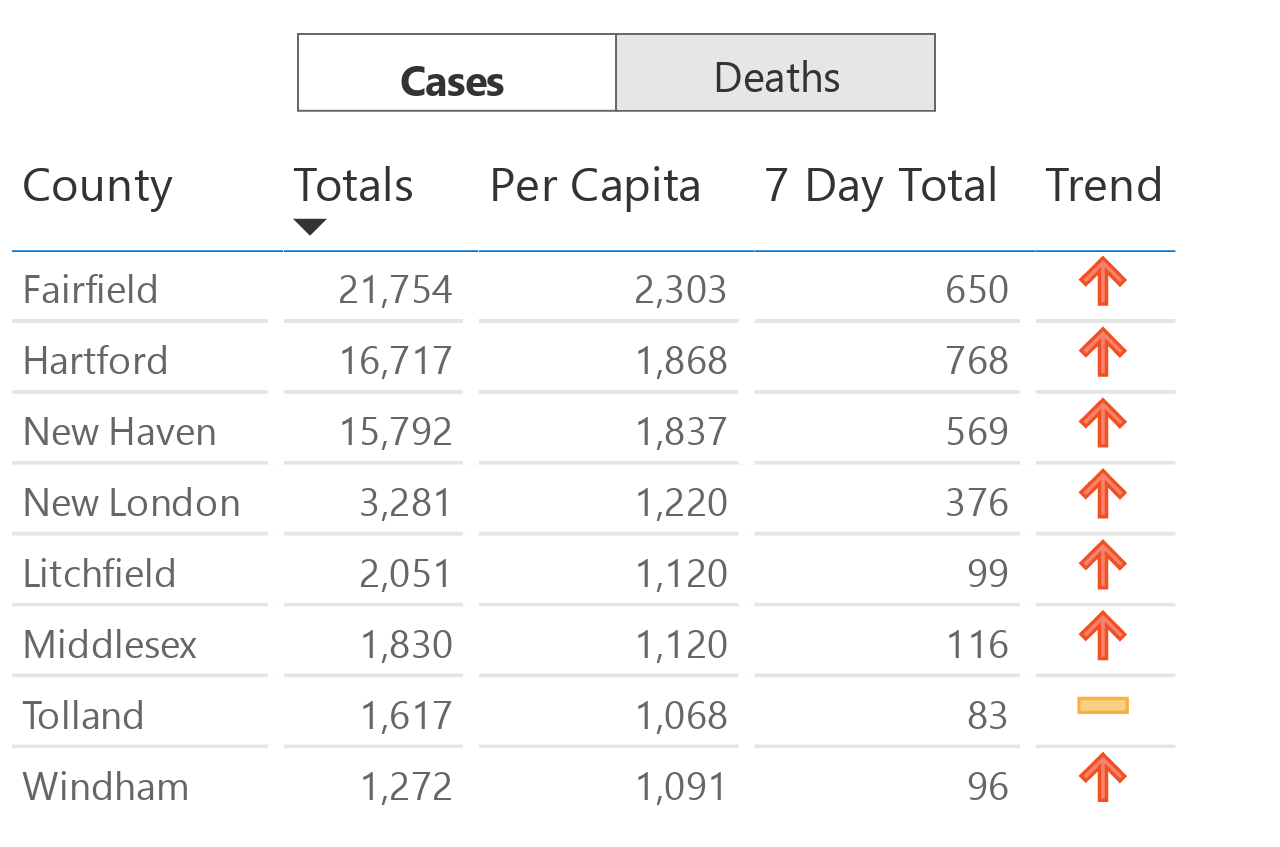 Cases Deaths
County Totals Per Capita 7 Day Total Trend
Fairfield 21,754 2,303 650
Hartford 16,717 1,868 768
New Haven 15,792 1,837 569
New London 3,281 1,220 376
Litchfield 2,051 1,120 99
Middlesex 1,830 1,120 116
Tolland 1,617 1,068 83
Windham 1,272 1,091 96